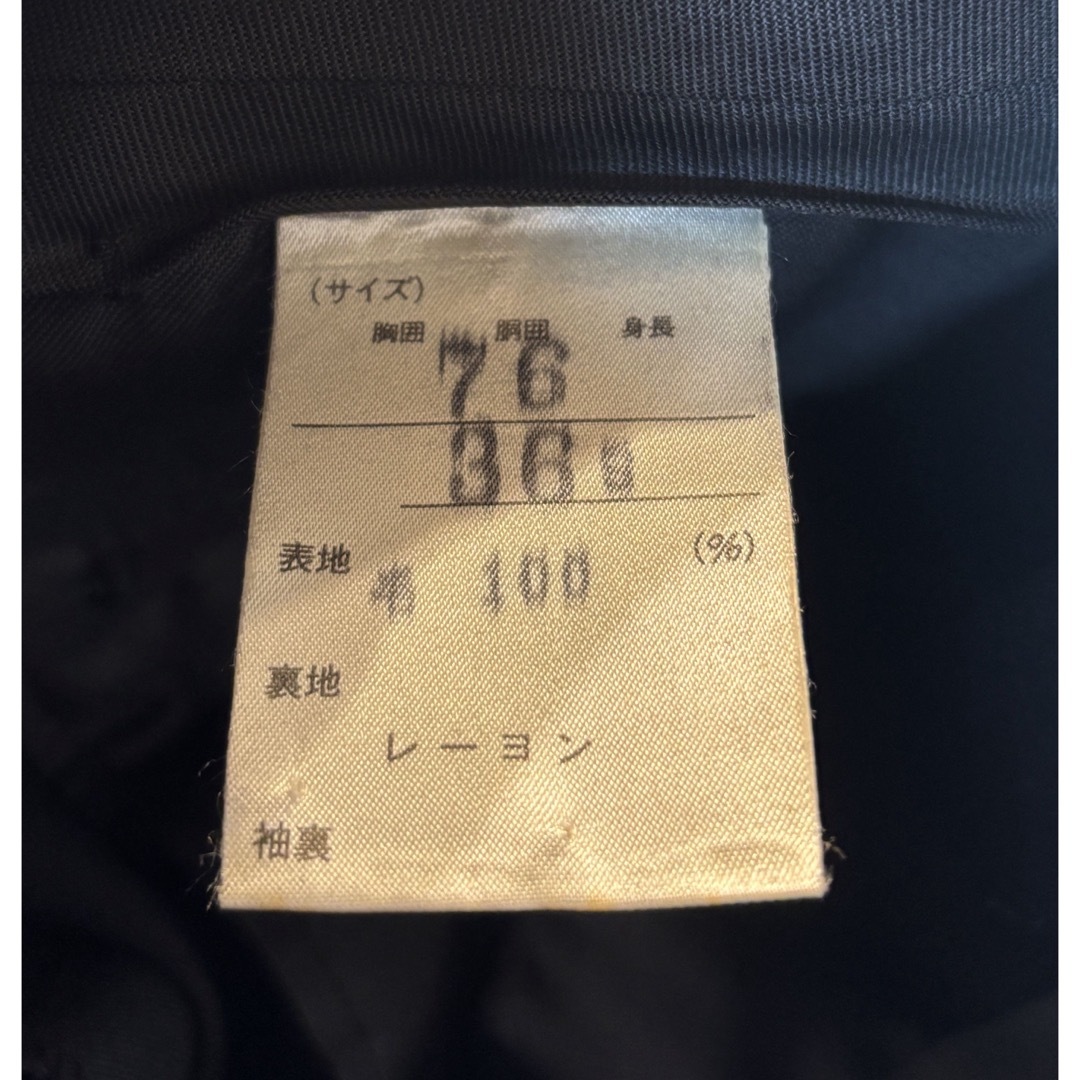 (サイズ)
胸囲 胴囲 身長
76
表地 100 (%)
裏地
レーヨン
袖裏